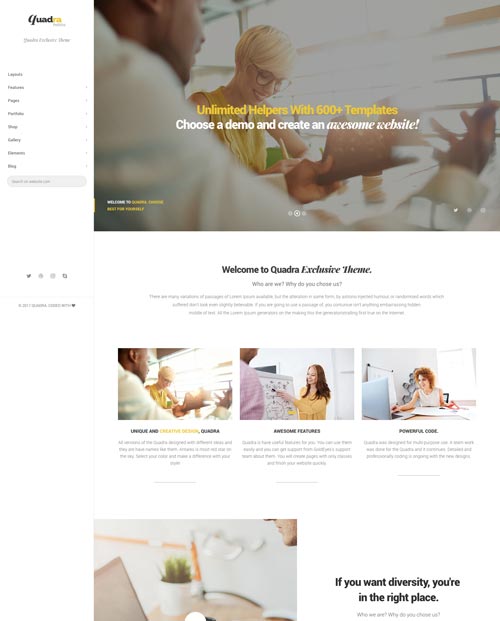 Quadra
Quadra Exclusive Theme
Layouts
Features
Pages
Portfolio
Shop
Gallery
Elements
Blog
Search on website.com
© 2017 QUADRA. CODED WITH
Unlimited Helpers With 600+ Templates
Choose a demo and create an awesome website!
WELCOME TO QUADRA, CHOOSE
BEST FOR YOURSELF
Welcome to Quadra Exclusive Theme.
Who are we? Why do you chose us?
There are many variations of passages of Lorem Ipsum available, but the alteration in some form, by astoni injected humour, or randomised words which
suffered don't look even slightly believable. If you are going to use a passage of, you outomize isn't anything embarrassing hidden
middle of text. All the Lorem Ipsum generators on the making this the generatorstrating first true on the Internet.
UNIQUE AND CREATIVE DESIGN, QUADRA
All versions of the Quadra designed with different ideas and
they are have names like them. Antares is most red star on
the sky. Select your color and make a difference with your
style!
AWESOME FEATURES
Quadra is have useful features for you. You can use them
easily and you can get support from GoldEyes's support
team about them. You will create pages with only classes
and finish your website quickly.
POWERFUL CODE.
Quadra was designed for multi-purpose use. A team work
was done for the Quadra and it continues. Detailed and
professionally coding is ongoing with the new designs.
If you want diversity, you're
in the right place.
Who we are? Why do you chose us?